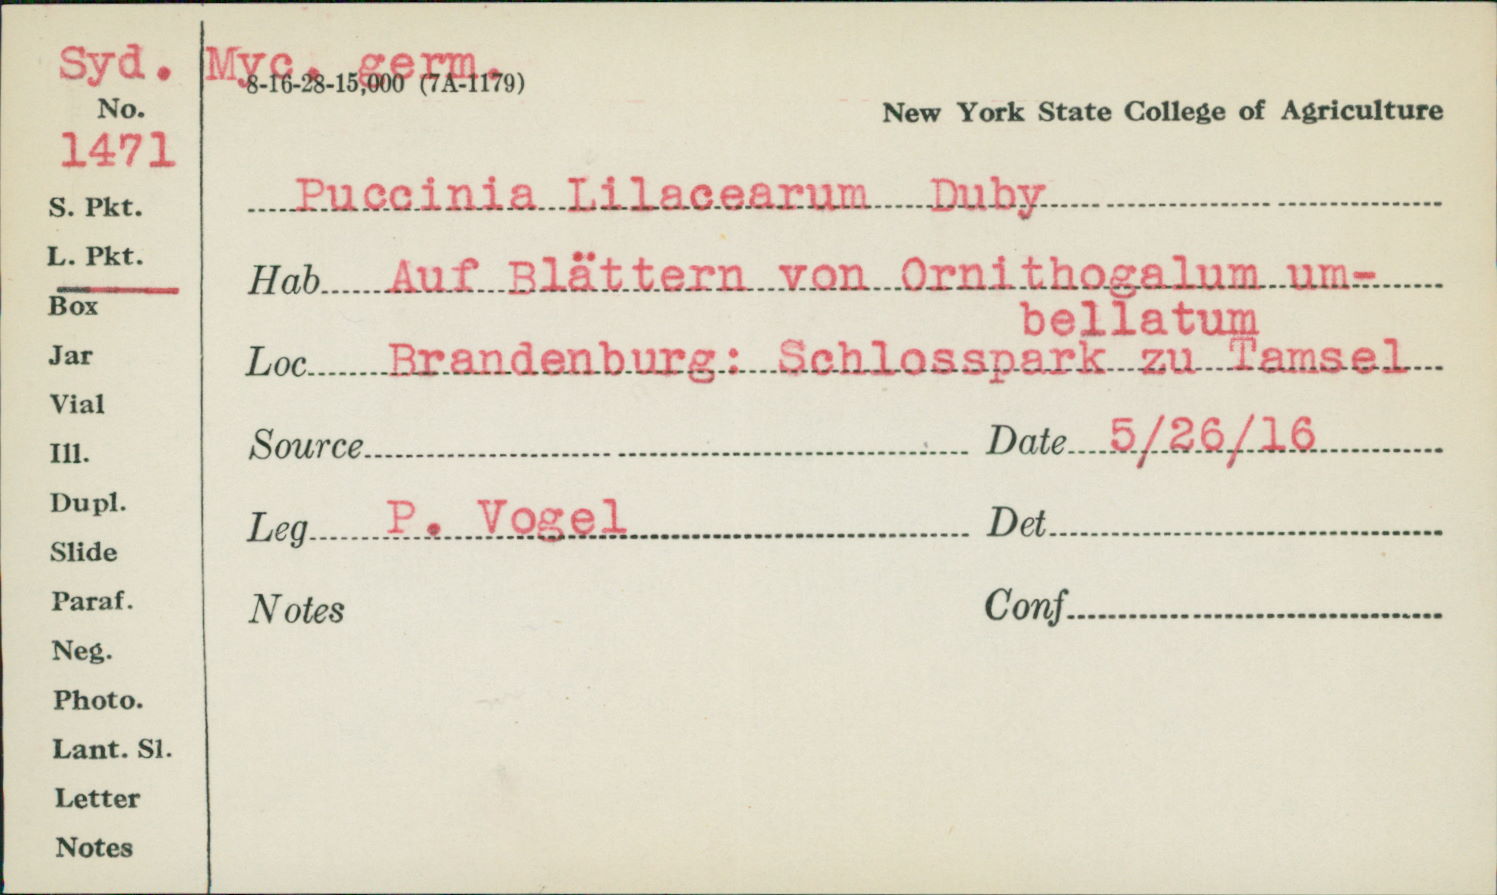 Syd. Myc. germ.
8-16-28-15,000 (7A-1179)
No.
New York State College of Agriculture
1471
S. Pkt.
Puccinia Lilacearum Duby
L. Pkt.
Hab. Auf Blättern von Ornithogalum um-
bellatum
Box
Jar
Loc. Brandenburg: Schlosspark zu Tamsel
Vial
Source Date 5/26/16
Ill.
Dupl.
Leg. P. Vogel Det.
Slide
Paraf.
Notes Conf.
Neg.
Photo.
Lant. Sl.
Letter
Notes